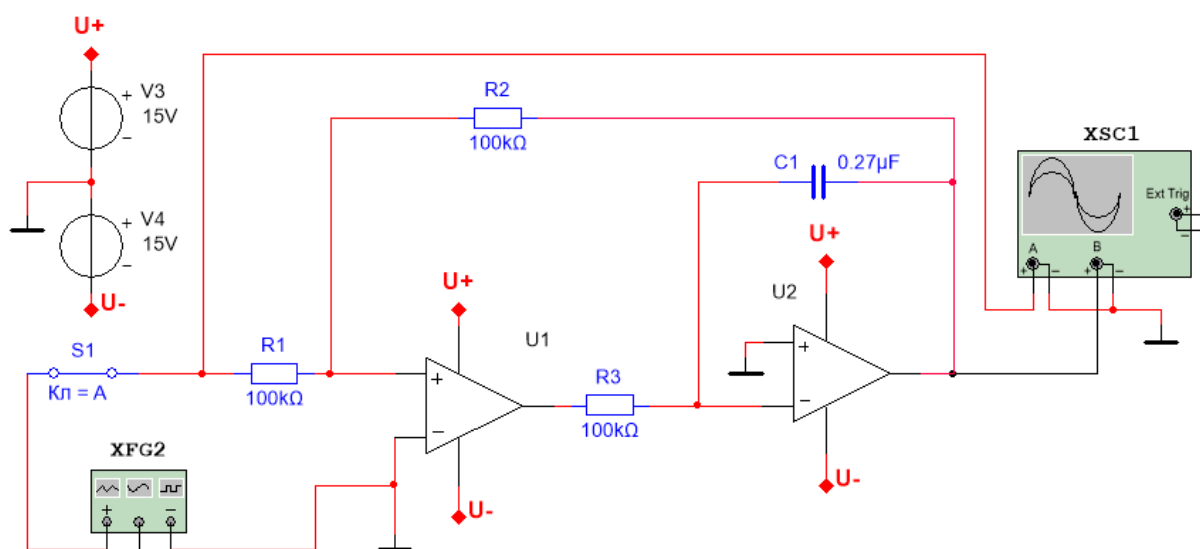 U+
V3
15V
V4
15V
U-
S1
Кл = A
XFG2
R1
100kΩ
R2
100kΩ
U+
U1
U-
R3
100kΩ
C1 0.27µF
U+
U2
U-
XSC1
Ext Trig
A
B